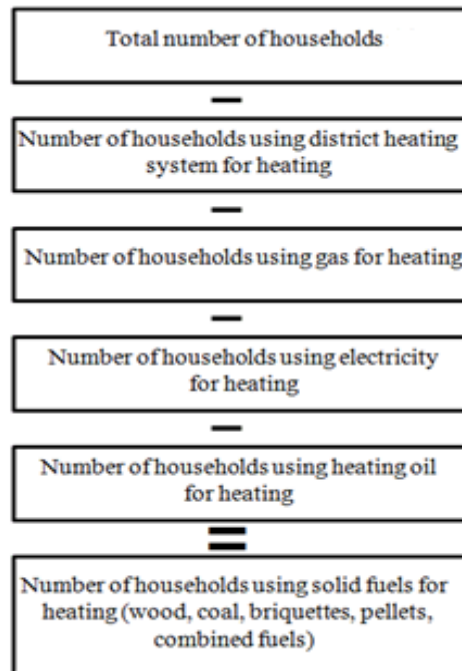 Total number of households
—
Number of households using district heating
system for heating
—
Number of households using gas for heating
—
Number of households using electricity
for heating
—
Number of households using heating oil
for heating
=
Number of households using solid fuels for
heating (wood, coal, briquettes, pellets,
combined fuels)